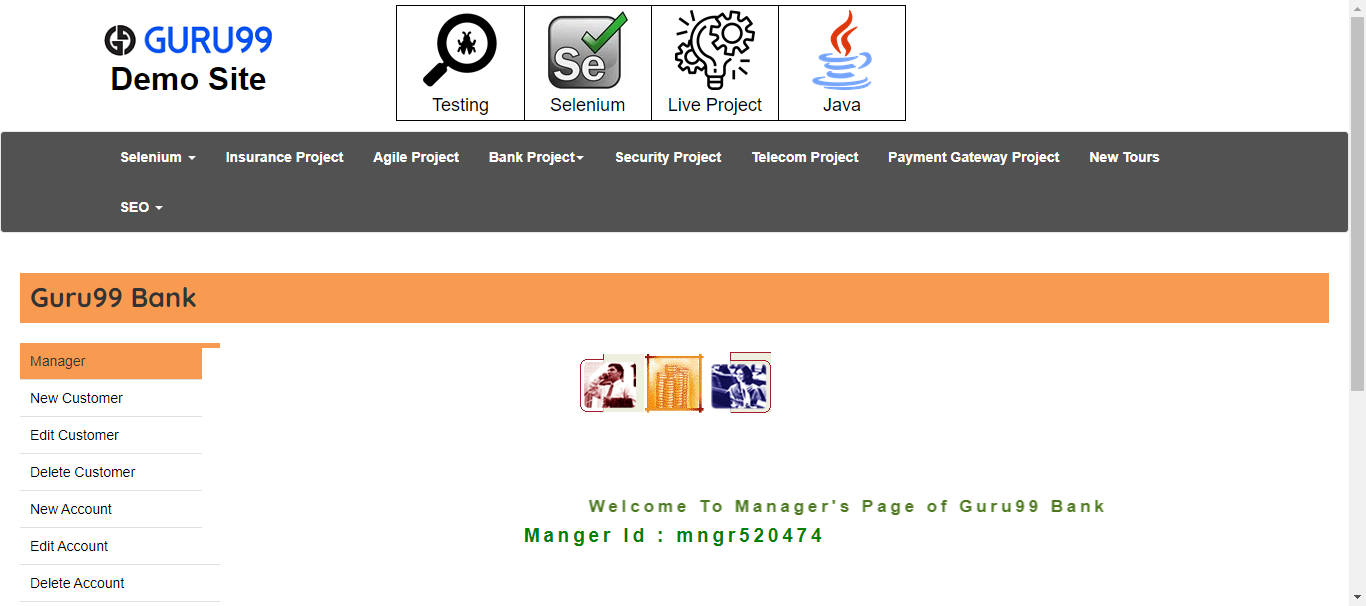 GURU99
Demo Site
Testing
Se
Selenium
Live Project
Java
Selenium
Insurance Project
Agile Project
Bank Project
Security Project
Telecom Project
Payment Gateway Project
New Tours
SEO
Guru99 Bank
Manager
New Customer
Edit Customer
Delete Customer
New Account
Edit Account
Delete Account
Welcome To Manager's Page of Guru99 Bank
Manger Id : mngr520474